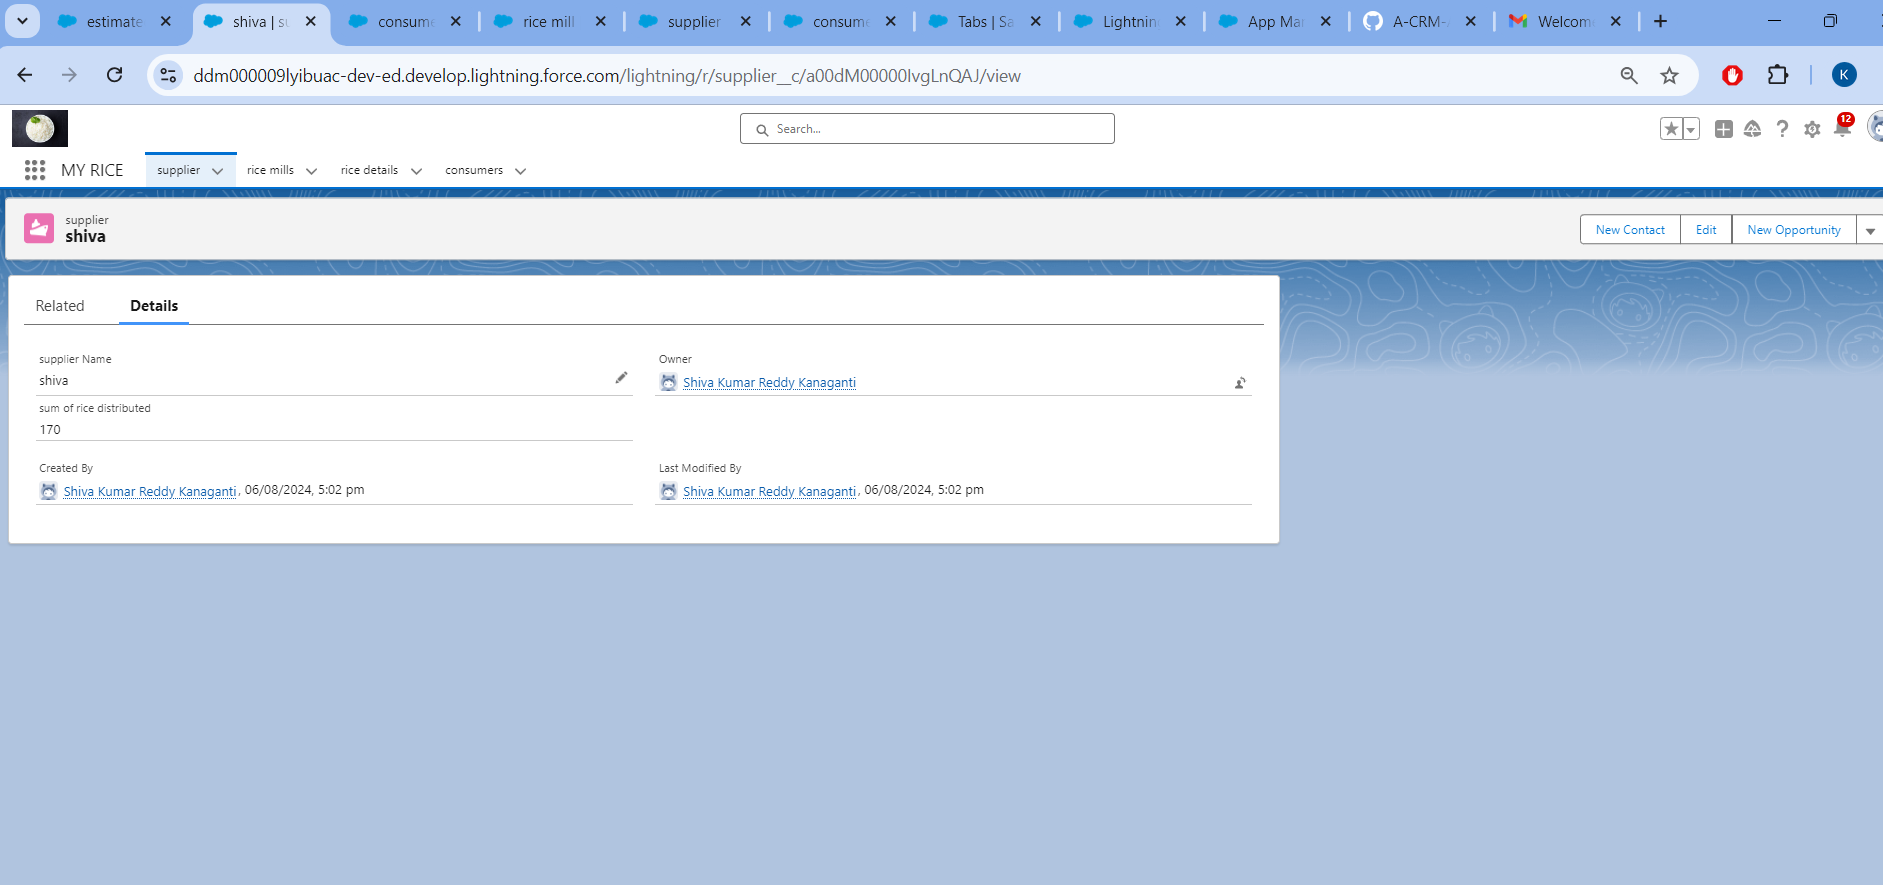 estimate
shiva | su
consume
rice mill
supplier
consume
Tabs | Sa
Lightnin
App Ma
A-CRM-
Welcom
ddm000009lyibuac-dev-ed.develop.lightning.force.com/lightning/r/supplier__c/a00dM00000IvgLnQAJ/view
K
Search...
12
MY RICE
supplier
rice mills
rice details
consumers
supplier
shiva
New Contact
Edit
New Opportunity
Related
Details
supplier Name
shiva
Owner
Shiva Kumar Reddy Kanaganti
sum of rice distributed
170
Created By
Shiva Kumar Reddy Kanaganti, 06/08/2024, 5:02 pm
Last Modified By
Shiva Kumar Reddy Kanaganti, 06/08/2024, 5:02 pm